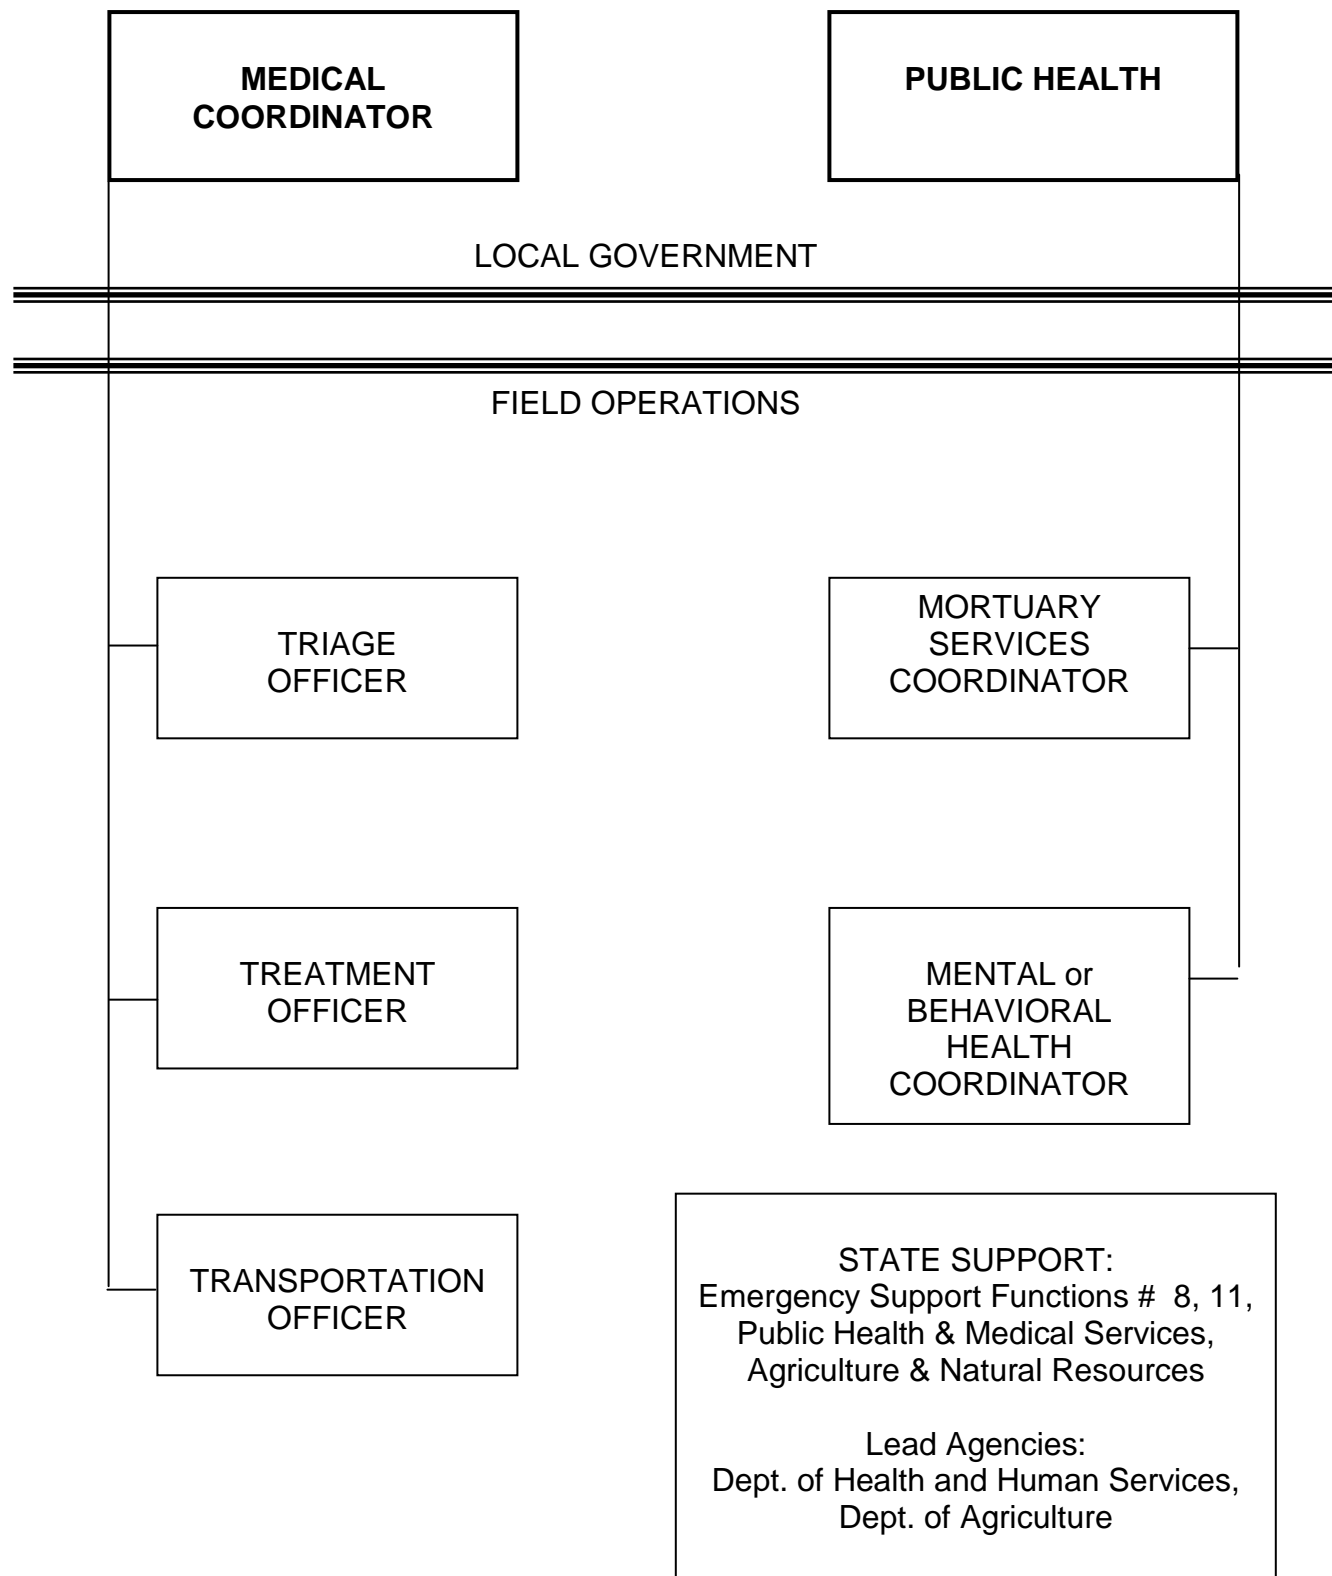 MEDICAL
COORDINATOR
PUBLIC HEALTH
LOCAL GOVERNMENT
FIELD OPERATIONS
TRIAGE
OFFICER
MORTUARY
SERVICES
COORDINATOR
TREATMENT
OFFICER
MENTAL or
BEHAVIORAL
HEALTH
COORDINATOR
TRANSPORTATION
OFFICER
STATE SUPPORT:
Emergency Support Functions # 8, 11,
Public Health & Medical Services,
Agriculture & Natural Resources
Lead Agencies:
Dept. of Health and Human Services,
Dept. of Agriculture